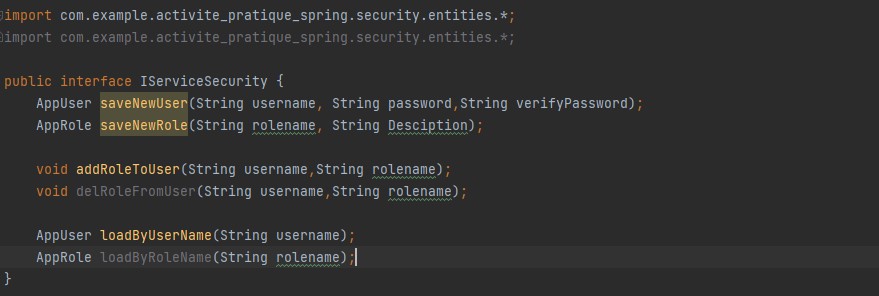 import com.example.activite_pratique_spring.security.entities.*;
import com.example.activite_pratique_spring.security.entities.*;
public interface IServiceSecurity {
AppUser saveNewUser(String username, String password,String verifyPassword);
AppRole saveNewRole(String rolename, String Desciption);
void addRoleToUser(String username,String rolename);
void delRoleFromUser(String username,String rolename);
AppUser loadByUserName(String username);
AppRole loadByRoleName(String rolename);
}